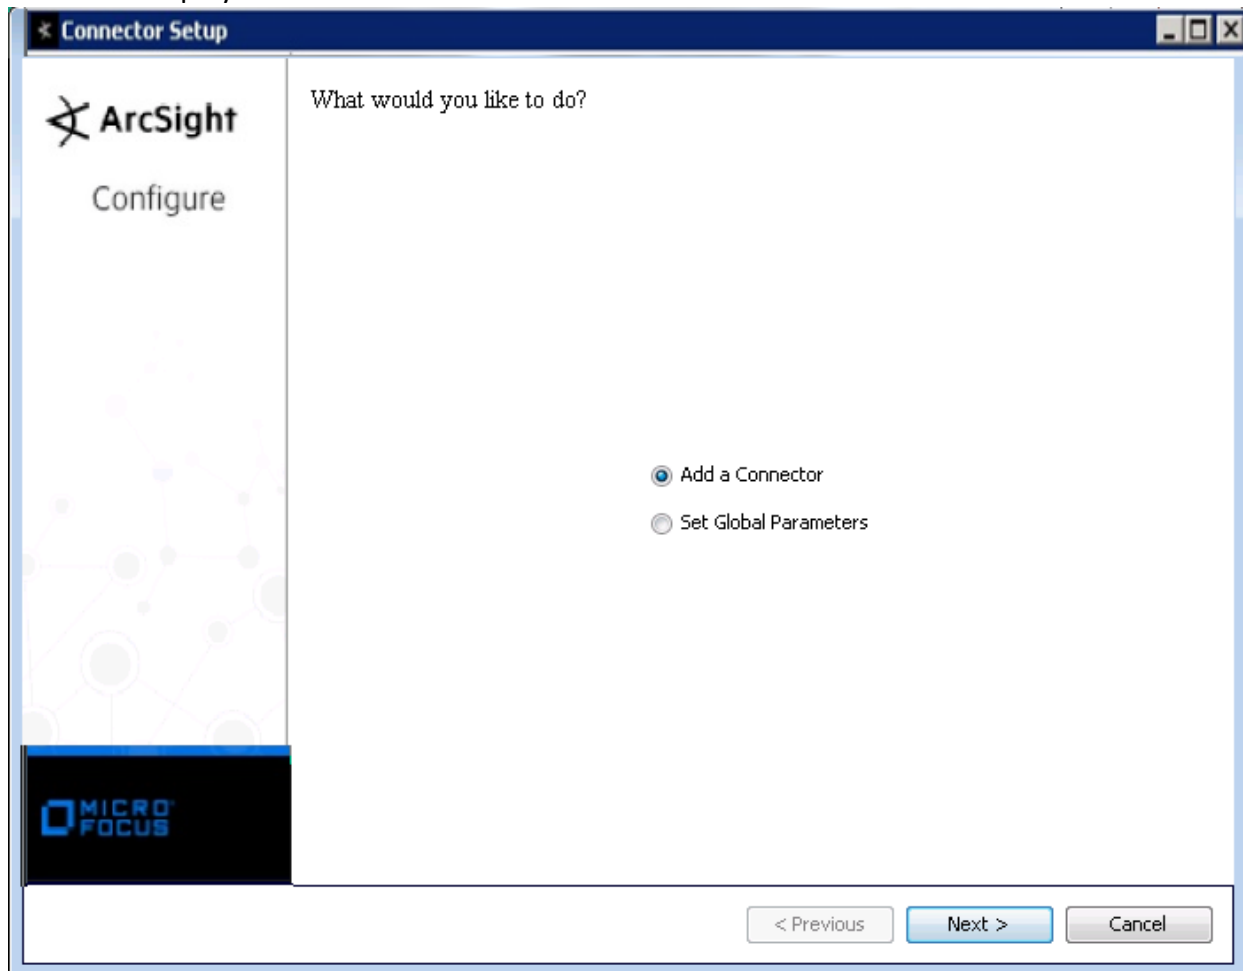 Connector Setup
ArcSight
Configure
What would you like to do?
Add a Connector
Set Global Parameters
MICRO
FOCUS
< Previous
Next >
Cancel